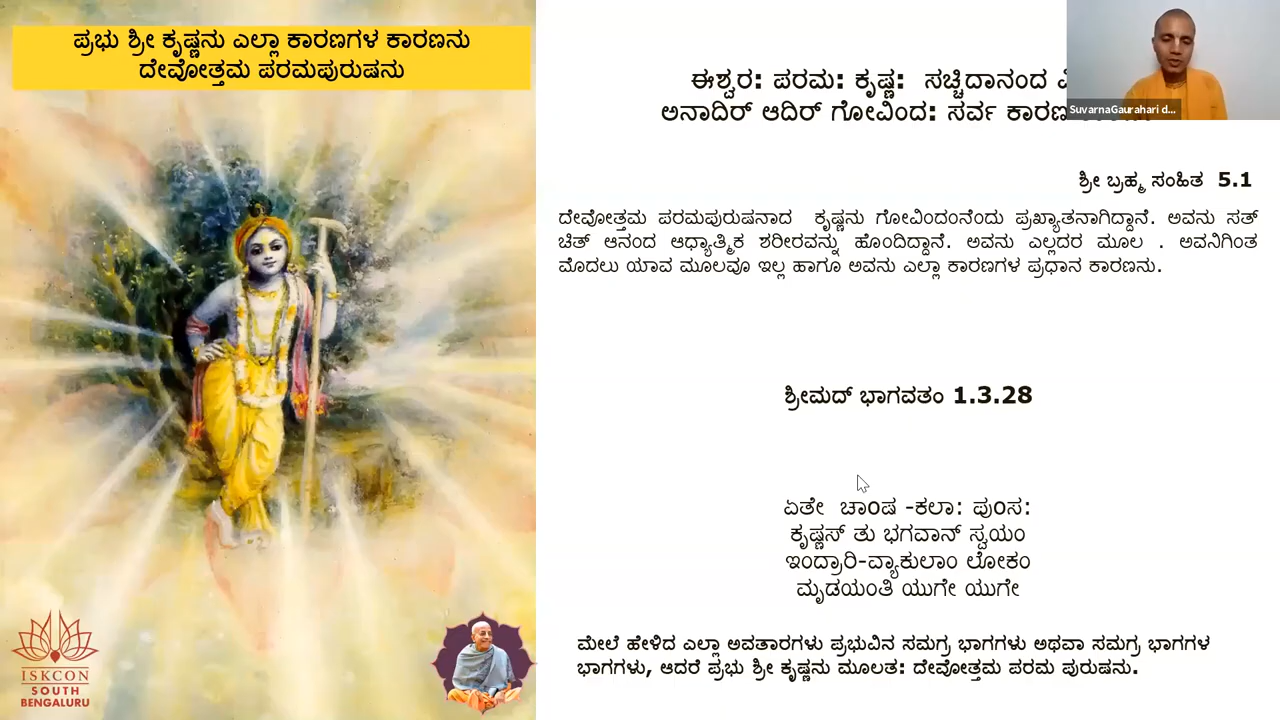 ಪ್ರಭು ಶ್ರೀ ಕೃಷ್ಣನು ಎಲ್ಲಾ ಕಾರಣಗಳ ಕಾರಣನು
ದೇವೋತ್ತಮ ಪರಮಪುರುಷನು
ಈಶ್ವರ: ಪರಮ: ಕೃಷ್ಣ: ಸಚ್ಚಿದಾನಂದ
ಅನಾದಿರ್ ಆದಿರ್ ಗೋವಿಂದ: ಸರ್ವ ಕಾರಣ
SuvarnaGaurahari d...
ಶ್ರೀ ಬ್ರಹ್ಮ ಸಂಹಿತ 5.1
ದೇವೋತ್ತಮ ಪರಮಪುರುಷನಾದ ಕೃಷ್ಣನು ಗೋವಿಂದಂನೆಂದು ಪ್ರಖ್ಯಾತನಾಗಿದ್ದಾನೆ. ಅವನು ಸತ್
ಚಿತ್ ಆನಂದ ಆಧ್ಯಾತ್ಮಿಕ ಶರೀರವನ್ನು ಹೊಂದಿದ್ದಾನೆ. ಅವನು ಎಲ್ಲದರ ಮೂಲ . ಅವನಿಗಿಂತ
ಮೊದಲು ಯಾವ ಮೂಲವೂ ಇಲ್ಲ ಹಾಗೂ ಅವನು ಎಲ್ಲಾ ಕಾರಣಗಳ ಪ್ರಧಾನ ಕಾರಣನು.
ಶ್ರೀಮದ್ ಭಾಗವತಂ 1.3.28
ಏತೇ ಚಾಂಷ -ಕಲಾ: ಪುಂಸ:
ಕೃಷ್ಣಸ್ ತು ಭಗವಾನ್ ಸ್ವಯಂ
ಇಂದ್ರಾರಿ-ವ್ಯಾಕುಲಾಂ ಲೋಕಂ
ಮೃಡಯಂತಿ ಯುಗೇ ಯುಗೇ
ಮೇಲೆ ಹೇಳಿದ ಎಲ್ಲಾ ಅವತಾರಗಳು ಪ್ರಭುವಿನ ಸಮಗ್ರ ಭಾಗಗಳು ಅಥವಾ ಸಮಗ್ರ ಭಾಗಗಳ
ಭಾಗಗಳು, ಆದರೆ ಪ್ರಭು ಶ್ರೀ ಕೃಷ್ಣನು ಮೂಲತ: ದೇವೋತ್ತಮ ಪರಮ ಪುರುಷನು.
ISKCON
SOUTH
BENGALURU